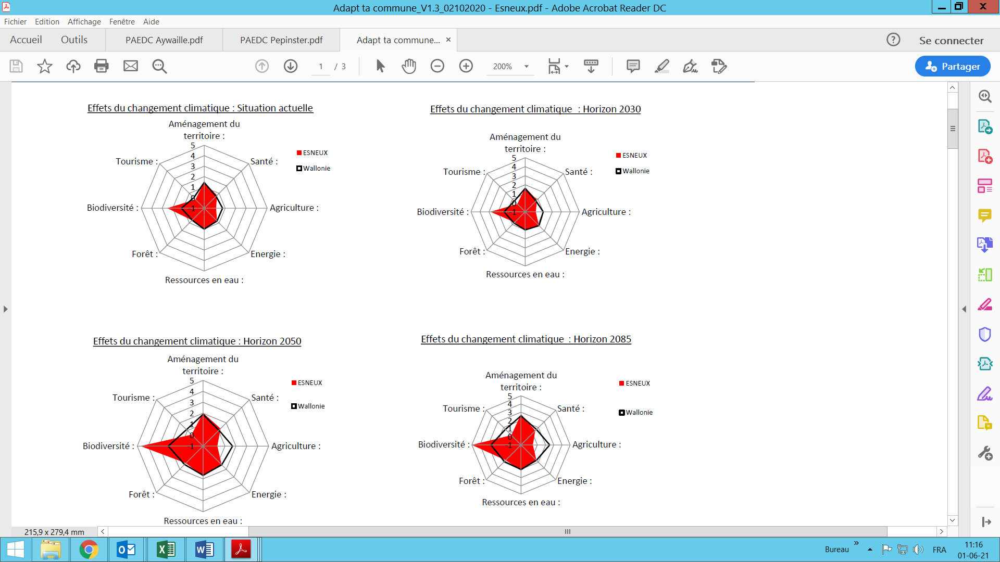 Adapt ta commune_V1.3_02102020 - Esneux.pdf - Adobe Acrobat Reader DC
Fichier Edition Affichage Fenêtre Aide
Accueil Outils PAEDC Aywaille.pdf PAEDC Pepinster.pdf Adapt ta commune... × ? Se connecter
1 / 3 200% Partager
Effets du changement climatique : Situation actuelle
Aménagement du
territoire :
5
4
3
2
1
0
-1
Tourisme :
Santé :
Biodiversité :
Agriculture :
Forêt :
Energie :
Ressources en eau :
ESNEUX
Wallonie
Effets du changement climatique : Horizon 2030
Aménagement du
territoire :
5
4
3
2
1
0
-1
Tourisme :
Santé :
Biodiversité :
Agriculture :
Forêt :
Energie :
Ressources en eau :
ESNEUX
Wallonie
Effets du changement climatique : Horizon 2050
Aménagement du
territoire :
5
4
3
2
1
0
-1
Tourisme :
Santé :
Biodiversité :
Agriculture :
Forêt :
Energie :
Ressources en eau :
ESNEUX
Wallonie
Effets du changement climatique : Horizon 2085
Aménagement du
territoire :
5
4
3
2
1
0
-1
Tourisme :
Santé :
Biodiversité :
Agriculture :
Forêt :
Energie :
Ressources en eau :
ESNEUX
Wallonie
215,9 x 279,4 mm
Bureau » FRA 11:16
01-06-21